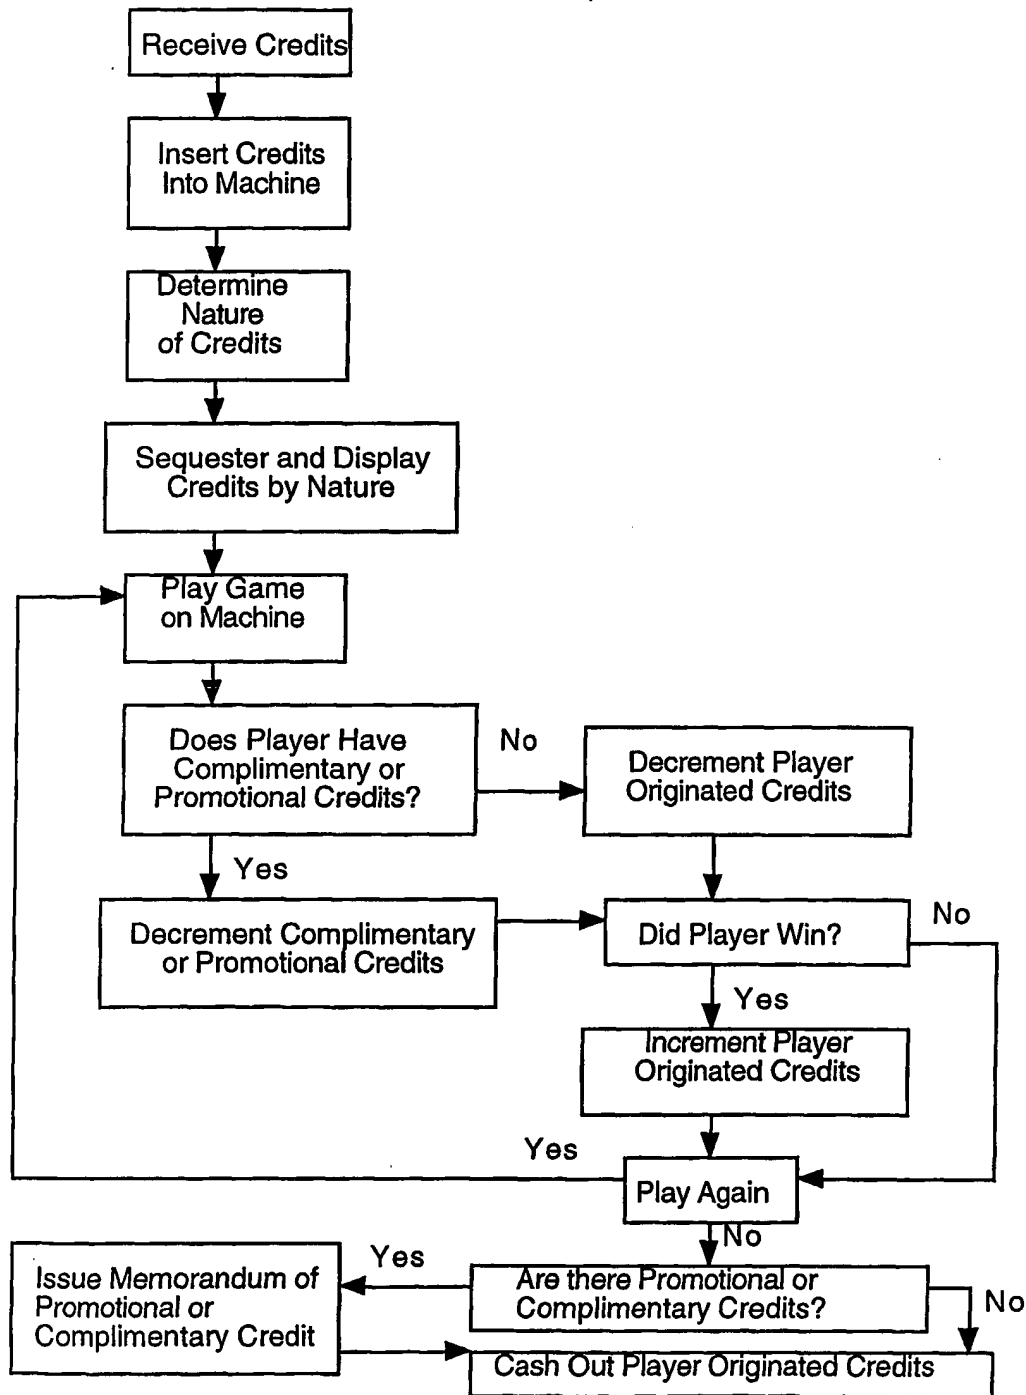 Receive Credits
Insert Credits
Into Machine
Determine
Nature
of Credits
Sequester and Display
Credits by Nature
Play Game
on Machine
Does Player Have
Complimentary or
Promotional Credits?
No
Decrement Player
Originated Credits
Yes
Decrement Complimentary
or Promotional Credits
Did Player Win?
No
Yes
Increment Player
Originated Credits
Yes
Play Again
No
Are there Promotional or
Complimentary Credits?
Yes
No
Issue Memorandum of
Promotional or
Complimentary Credit
Cash Out Player Originated Credits